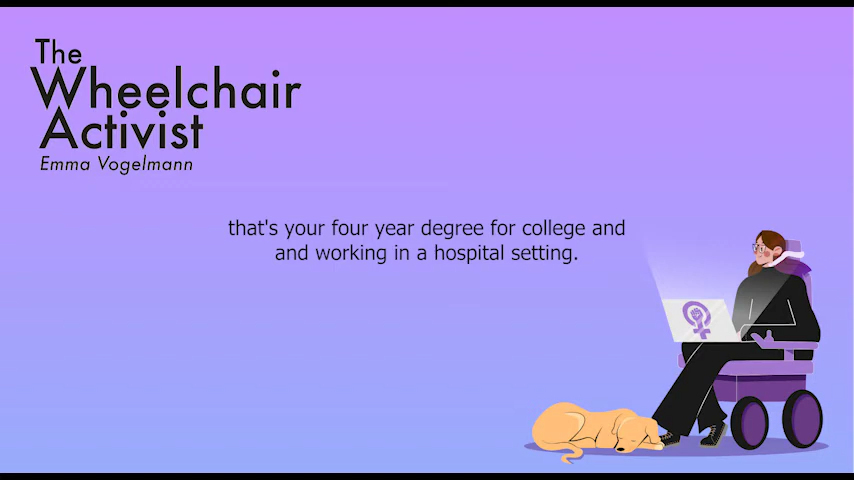 The
Wheelchair
Activist
Emma Vogelmann
that's your four year degree for college and
and working in a hospital setting.